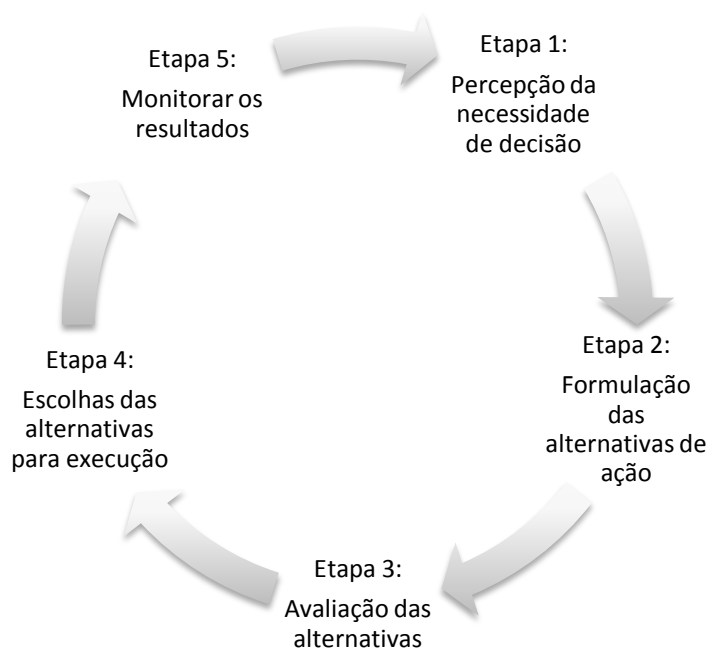 Etapa 1:
Percepção da
necessidade
de decisão
Etapa 2:
Formulação
das
alternativas de
ação
Etapa 3:
Avaliação das
alternativas
Etapa 4:
Escolhas das
alternativas
para execução
Etapa 5:
Monitorar os
resultados